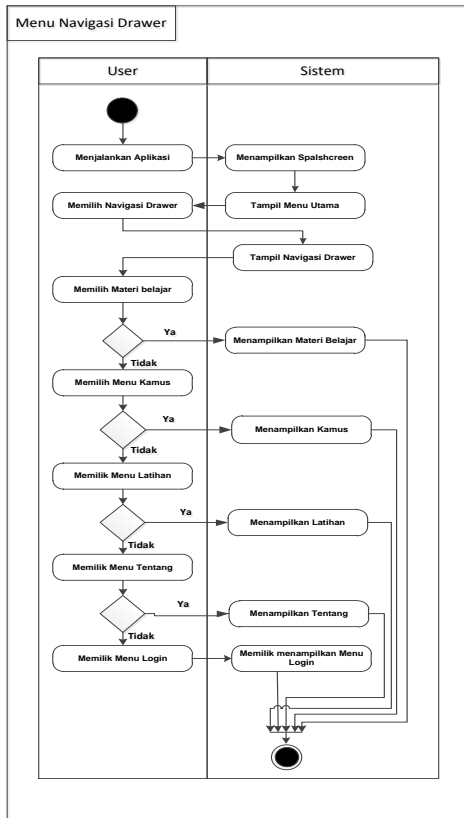 Menu Navigasi Drawer
User
Sistem
Menjalankan Aplikasi
Menampilkan Spalshcreen
Memilih Navigasi Drawer
Tampil Menu Utama
Tampil Navigasi Drawer
Memilih Materi belajar
Ya
Menampilkan Materi Belajar
Tidak
Memilih Menu Kamus
Ya
Menampilkan Kamus
Tidak
Memilik Menu Latihan
Ya
Menampilkan Latihan
Tidak
Memilik Menu Tentang
Ya
Menampilkan Tentang
Tidak
Memilik Menu Login
Memilik menampilkan Menu
Login